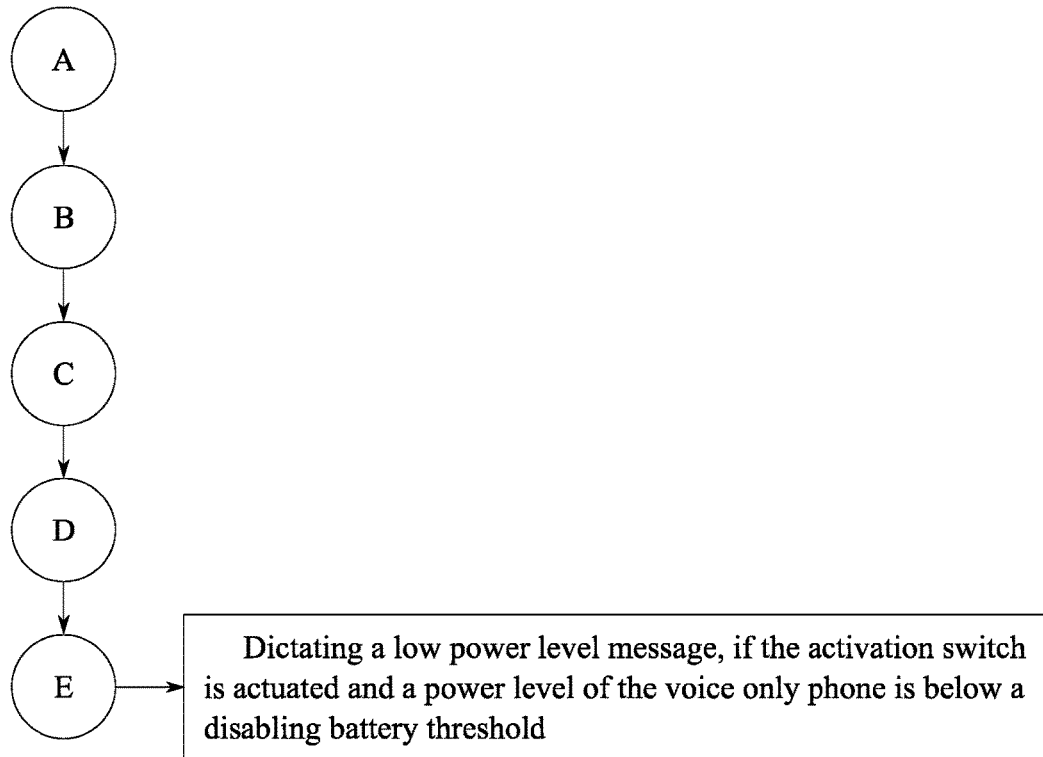 A
B
C
D
E
Dictating a low power level message, if the activation switch
is actuated and a power level of the voice only phone is below a
disabling battery threshold